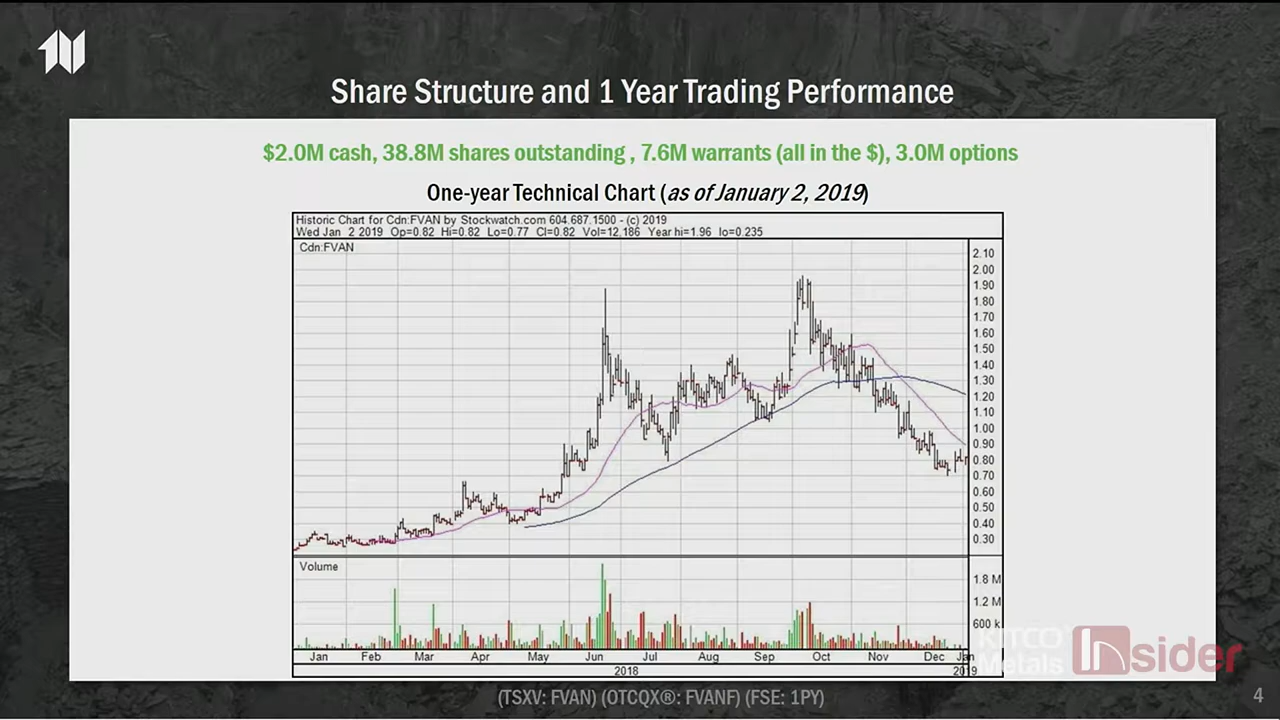 Share Structure and 1 Year Trading Performance
$2.0M cash, 38.8M shares outstanding , 7.6M warrants (all in the $), 3.0M options
One-year Technical Chart (as of January 2, 2019)
Historic Chart for Cdn:FVAN by Stockwatch.com 604.687.1500 - (c) 2019
Wed Jan 2 2019 Op=0.82 Hi=0.82 Lo=0.77 Cl=0.82 Vol=12,186 Year hi=1.96 lo=0.235
Cdn:FVAN
2.10
2.00
1.90
1.80
1.70
1.60
1.50
1.40
1.30
1.20
1.10
1.00
0.90
0.80
0.70
0.60
0.50
0.40
0.30
Volume
1.8 M
1.2 M
600 k
Jan Feb Mar Apr May Jun Jul Aug Sep Oct Nov Dec Jan
2018 2019
KITCO
Metals
Insider
(TSXV: FVAN) (OTCQX®: FVANF) (FSE: 1PY)
4